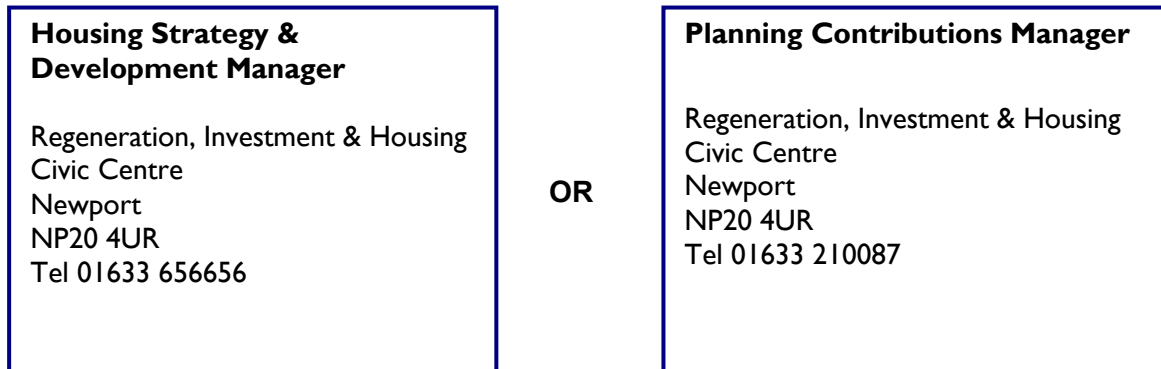 Housing Strategy &
Development Manager
Regeneration, Investment & Housing
Civic Centre
Newport
NP20 4UR
Tel 01633 656656
OR
Planning Contributions Manager
Regeneration, Investment & Housing
Civic Centre
Newport
NP20 4UR
Tel 01633 210087